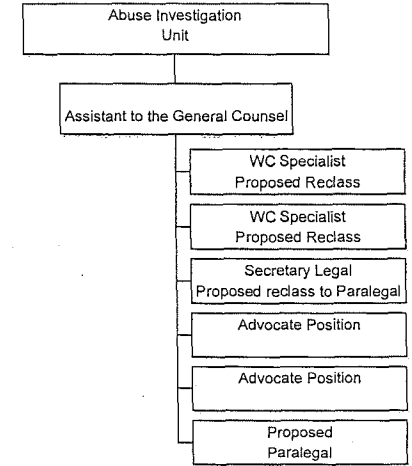 Abuse Investigation
Unit
Assistant to the General Counsel
WC Specialist
Proposed Reclass
WC Specialist
Proposed Reclass
Secretary Legal
Proposed reclass to Paralegal
Advocate Position
Advocate Position
Proposed
Paralegal